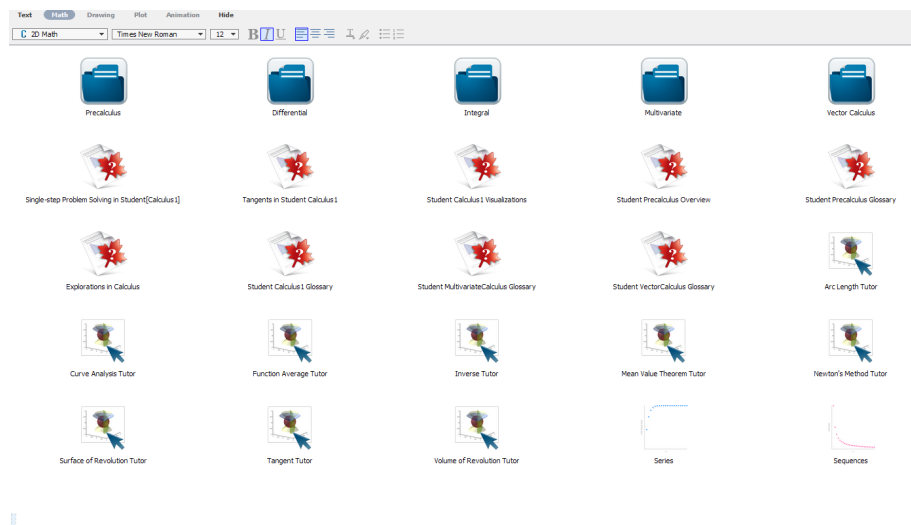 Text Math Drawing Plot Animation Hide
C 2D Math Times New Roman 12 B I U
Precalculus Differential Integral Multivariate Vector Calculus
Single-step Problem Solving in Student[Calculus1] Tangents in Student Calculus1 Student Calculus1 Visualizations Student Precalculus Overview Student Precalculus Glossary
Explorations in Calculus Student Calculus1 Glossary Student MultivariateCalculus Glossary Student VectorCalculus Glossary Arc Length Tutor
Curve Analysis Tutor Function Average Tutor Inverse Tutor Mean Value Theorem Tutor Newton's Method Tutor
Surface of Revolution Tutor Tangent Tutor Volume of Revolution Tutor Series Sequences